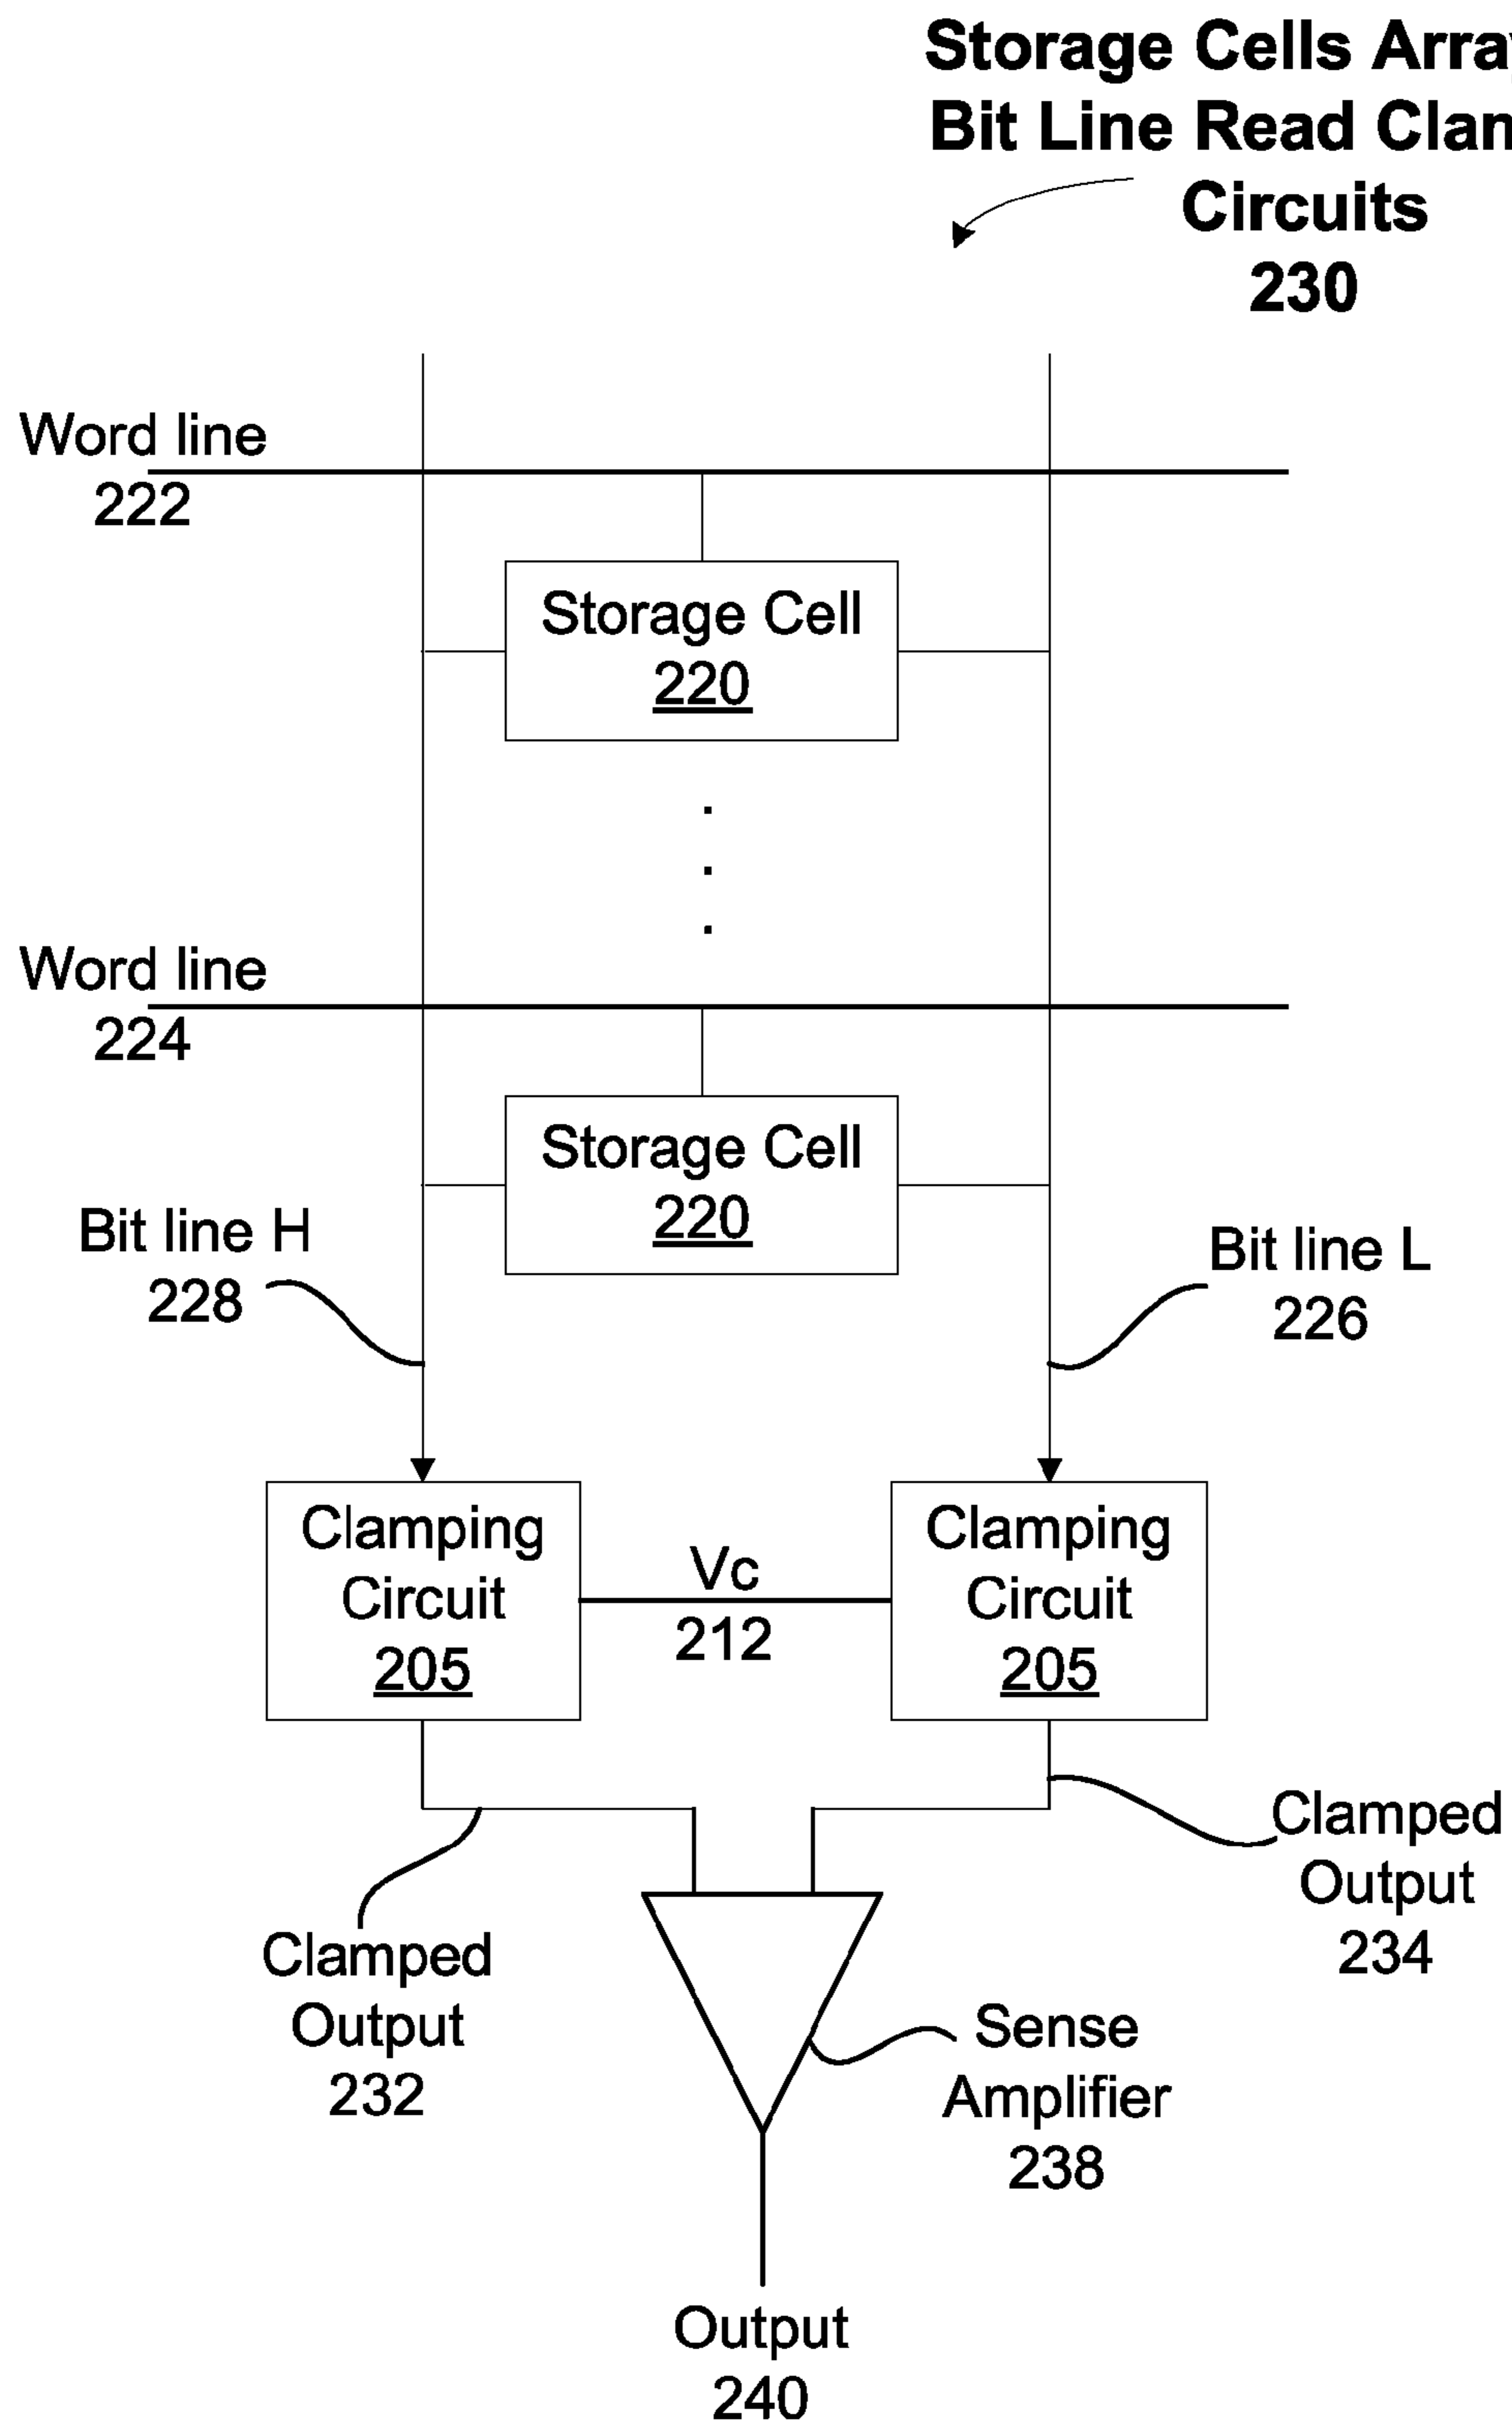 Storage Cells Array
Bit Line Read Clam
Circuits
230
Word line
222
Storage Cell
220
Word line
224
Storage Cell
220
Bit line H
228
Bit line L
226
Clamping
Circuit
205
Vc
212
Clamping
Circuit
205
Clamped
Output
234
Clamped
Output
232
Sense
Amplifier
238
Output
240